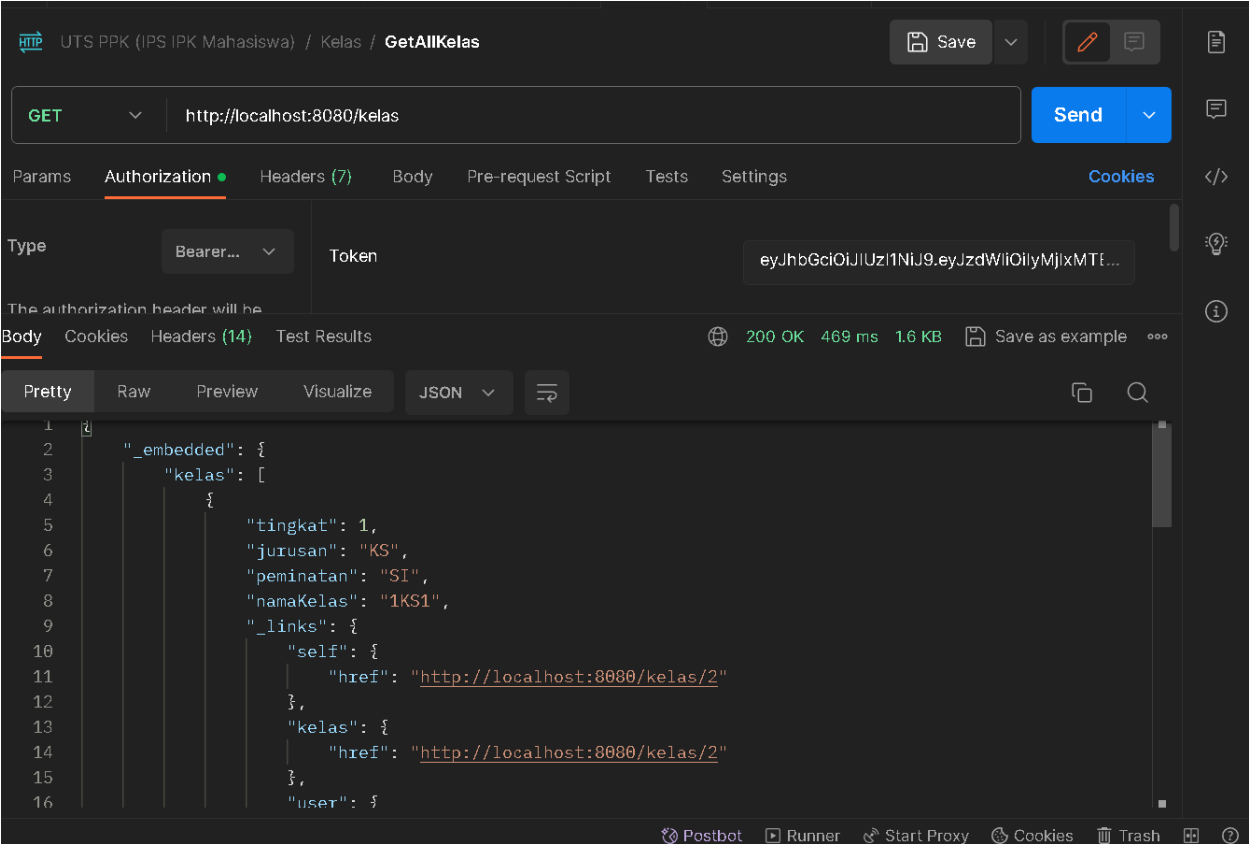 HTTP UTS PPK (IPS IPK Mahasiswa) / Kelas / GetAllKelas Save
GET http://localhost:8080/kelas Send
Params Authorization Headers (7) Body Pre-request Script Tests Settings Cookies
Type Bearer... Token eyJhbGciOiJIUzI1NiJ9.eyJzdWIiOiIyMjIxMTE...
The authorization header will be
Body Cookies Headers (14) Test Results 200 OK 469 ms 1.6 KB Save as example
Pretty Raw Preview Visualize JSON
1 {
2 "_embedded": {
3 "kelas": [
4 {
5 "tingkat": 1,
6 "jurusan": "KS",
7 "peminatan": "SI",
8 "namaKelas": "1KS1",
9 "_links": {
10 "self": {
11 "href": "http://localhost:8080/kelas/2"
12 },
13 "kelas": {
14 "href": "http://localhost:8080/kelas/2"
15 },
16 "user": {
Postbot Runner Start Proxy Cookies Trash